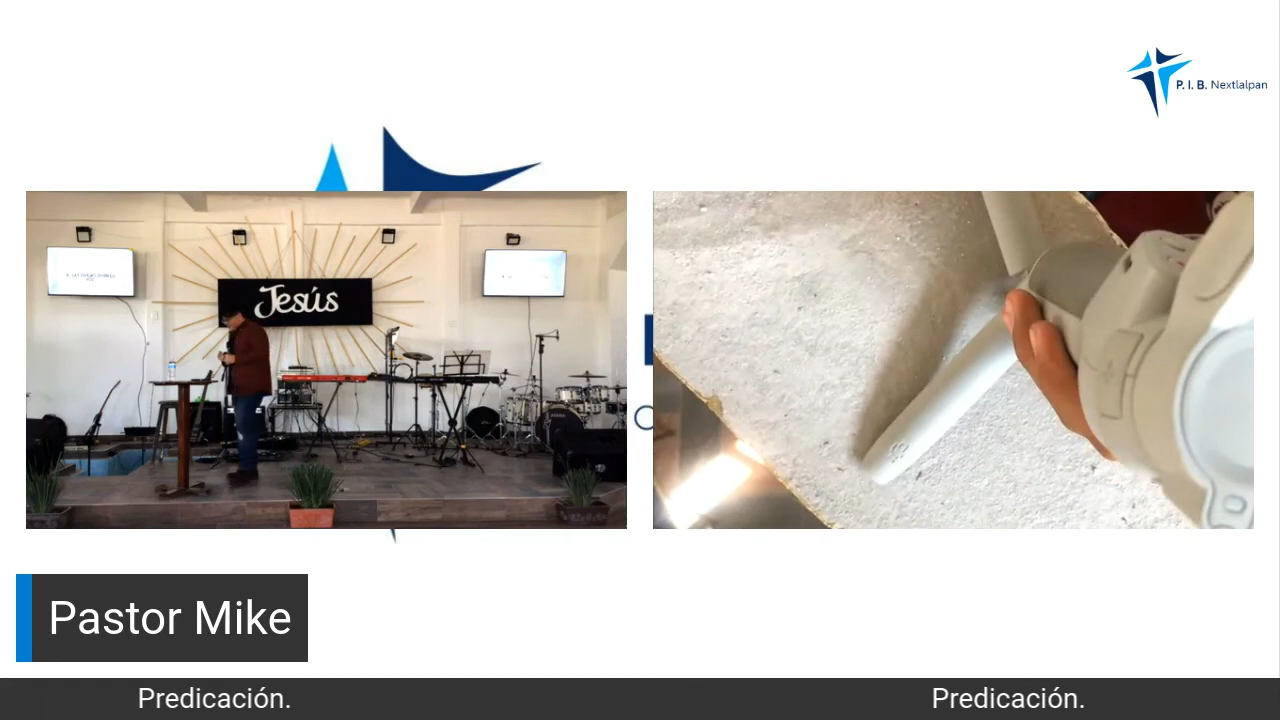 P. I. B. Nextlalpan
Jesús
Pastor Mike
Predicación.
Predicación.